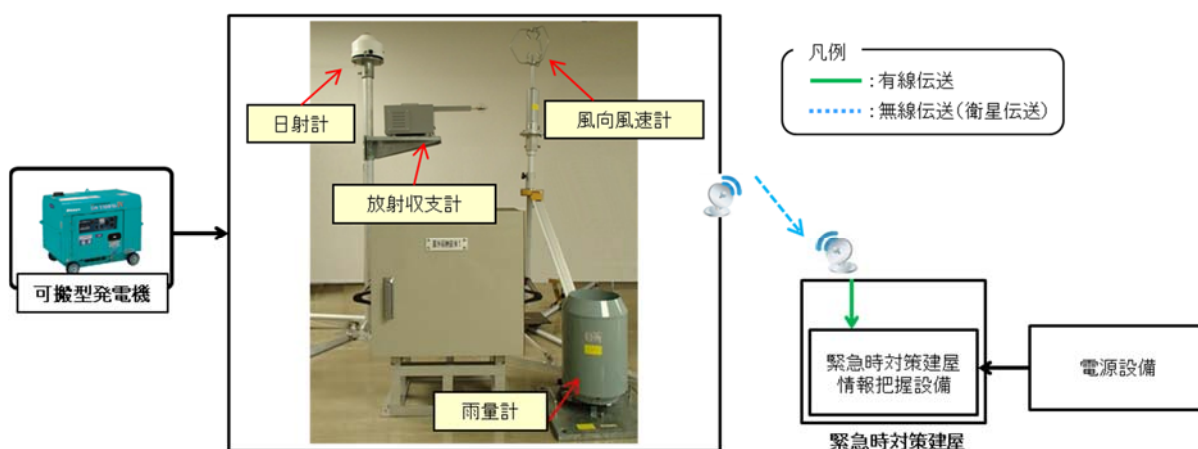 凡例
:有線伝送
:無線伝送(衛星伝送)
日射計
風向風速計
放射収支計
可搬型発電機
雨量計
緊急時対策建屋
情報把握設備
電源設備
緊急時対策建屋